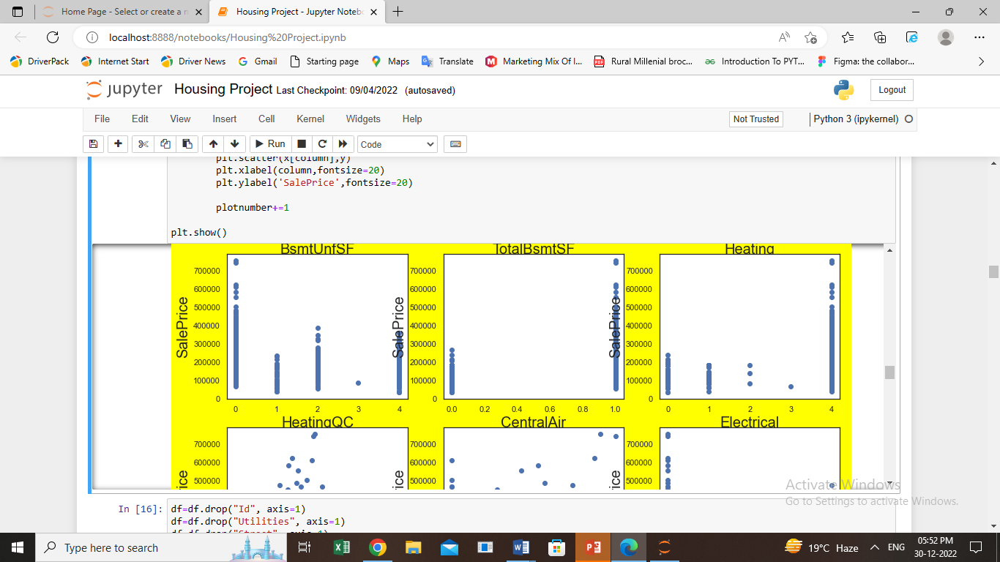 Home Page - Select or create a n
Housing Project - Jupyter Noteb
localhost:8888/notebooks/Housing%20Project.ipynb
DriverPack
Internet Start
Driver News
Gmail
Starting page
Maps
Translate
Marketing Mix Of I...
Rural Millenial broc...
Introduction To PYT...
Figma: the collabor...
jupyter Housing Project Last Checkpoint: 09/04/2022 (autosaved)
Logout
File Edit View Insert Cell Kernel Widgets Help
Not Trusted
Python 3 (ipykernel)
Run
Code
plt.scatter(x[column],y)
plt.xlabel(column,fontsize=20)
plt.ylabel('SalePrice',fontsize=20)
plotnumber+=1
plt.show()
BsmtUnfSF
SalePrice
700000
600000
500000
400000
300000
200000
100000
0
0 1 2 3 4
TotalBsmtSF
SalePrice
700000
600000
500000
400000
300000
200000
100000
0
0.0 0.2 0.4 0.6 0.8 1.0
Heating
SalePrice
700000
600000
500000
400000
300000
200000
100000
0
0 1 2 3 4
HeatingQC
ice
700000
600000
500000
CentralAir
ice
700000
600000
500000
Electrical
ice
700000
600000
500000
Activate Windows
Go to Settings to activate Windows.
In [16]:
df=df.drop("Id", axis=1)
df=df.drop("Utilities", axis=1)
df=df.drop("Street", axis=1)
Type here to search
19°C Haze
ENG
05:52 PM
30-12-2022